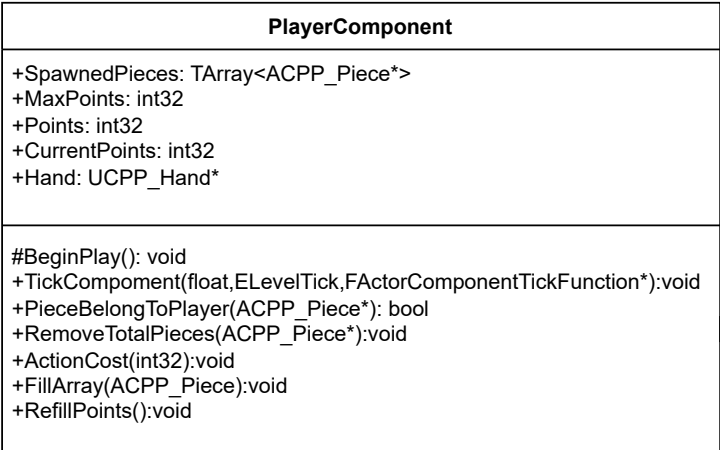 PlayerComponent
+SpawnedPieces: TArray<ACPP_Piece*>
+MaxPoints: int32
+Points: int32
+CurrentPoints: int32
+Hand: UCPP_Hand*
#BeginPlay(): void
+TickCompoment(float,ELevelTick,FActorComponentTickFunction*):void
+PieceBelongToPlayer(ACPP_Piece*): bool
+RemoveTotalPieces(ACPP_Piece*):void
+ActionCost(int32):void
+FillArray(ACPP_Piece):void
+RefillPoints():void